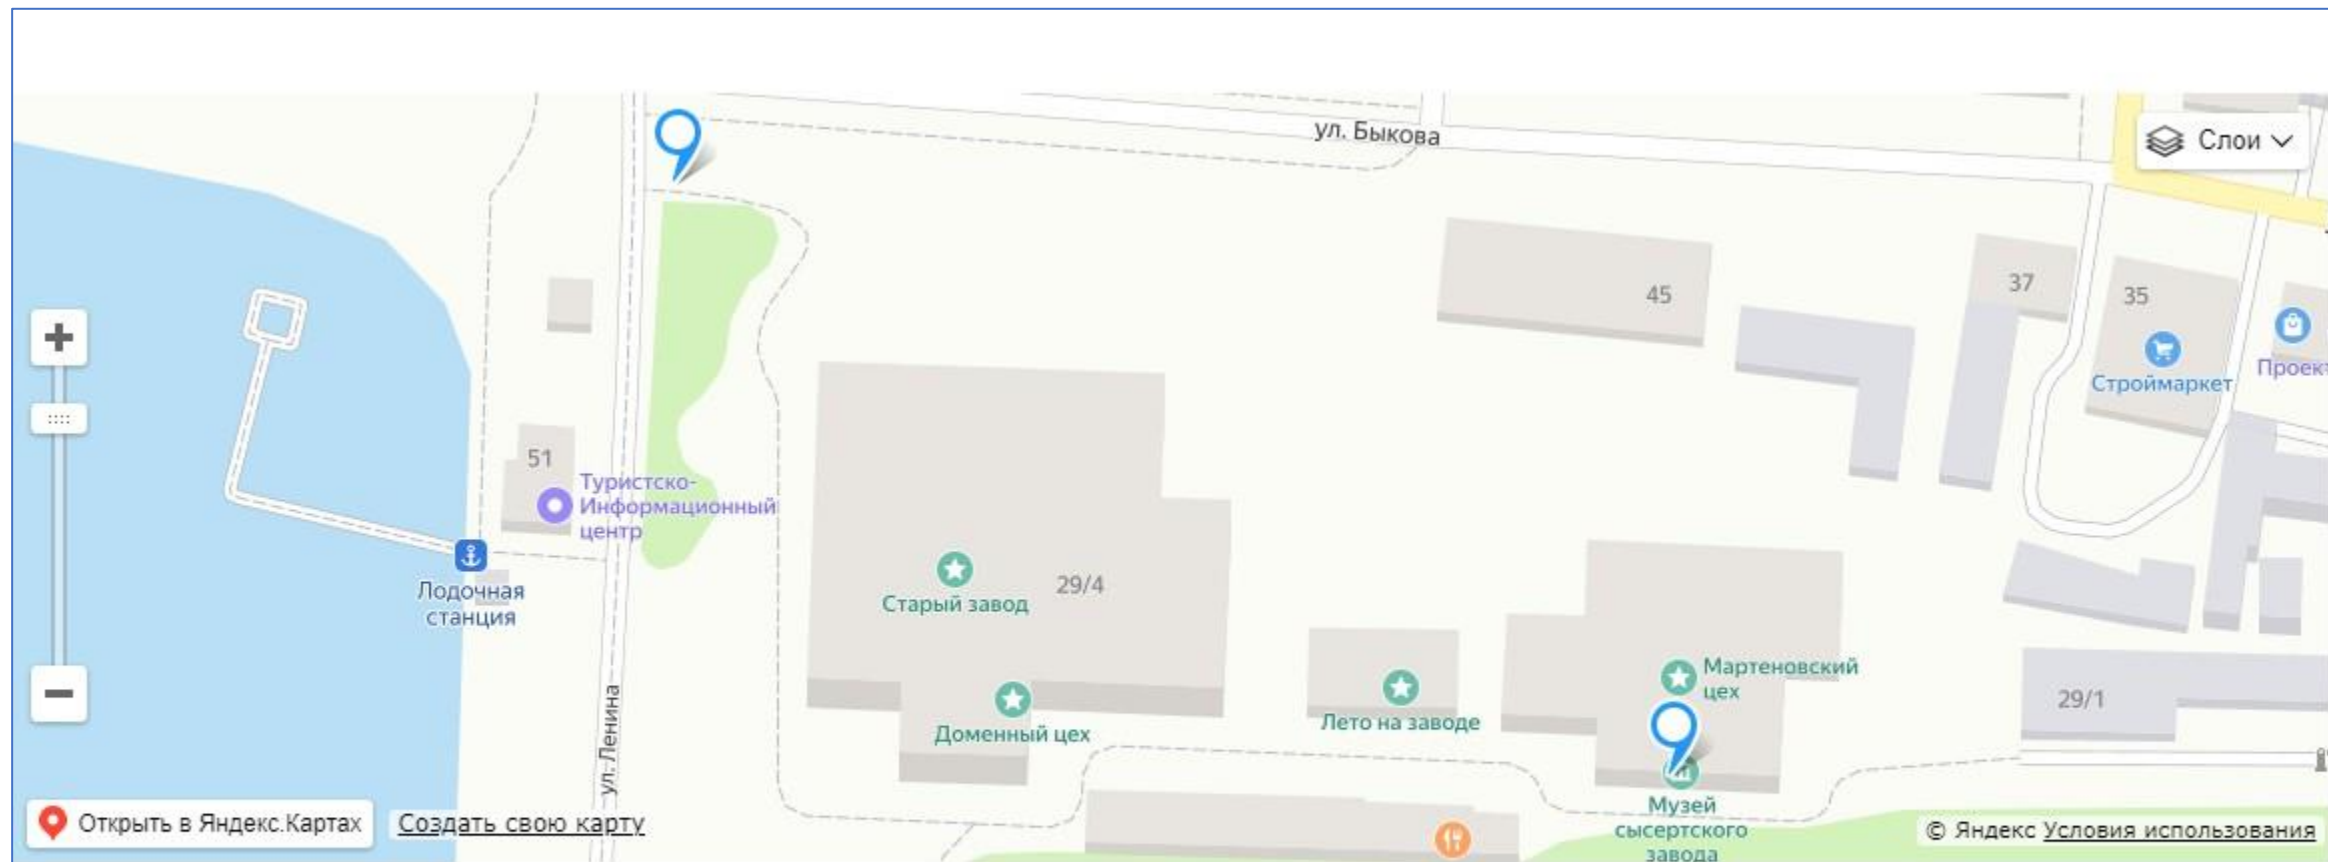 ул. Быкова
Слои
45
37
35
Строймаркет
Проект
51
Туристско-
Информационный
центр
Лодочная
станция
Старый завод
29/4
Доменный цех
Лето на заводе
Мартеновский
цех
29/1
ул. Ленина
Музей
сысертского
завода
Открыть в Яндекс.Картах
Создать свою карту
© Яндекс Условия использования